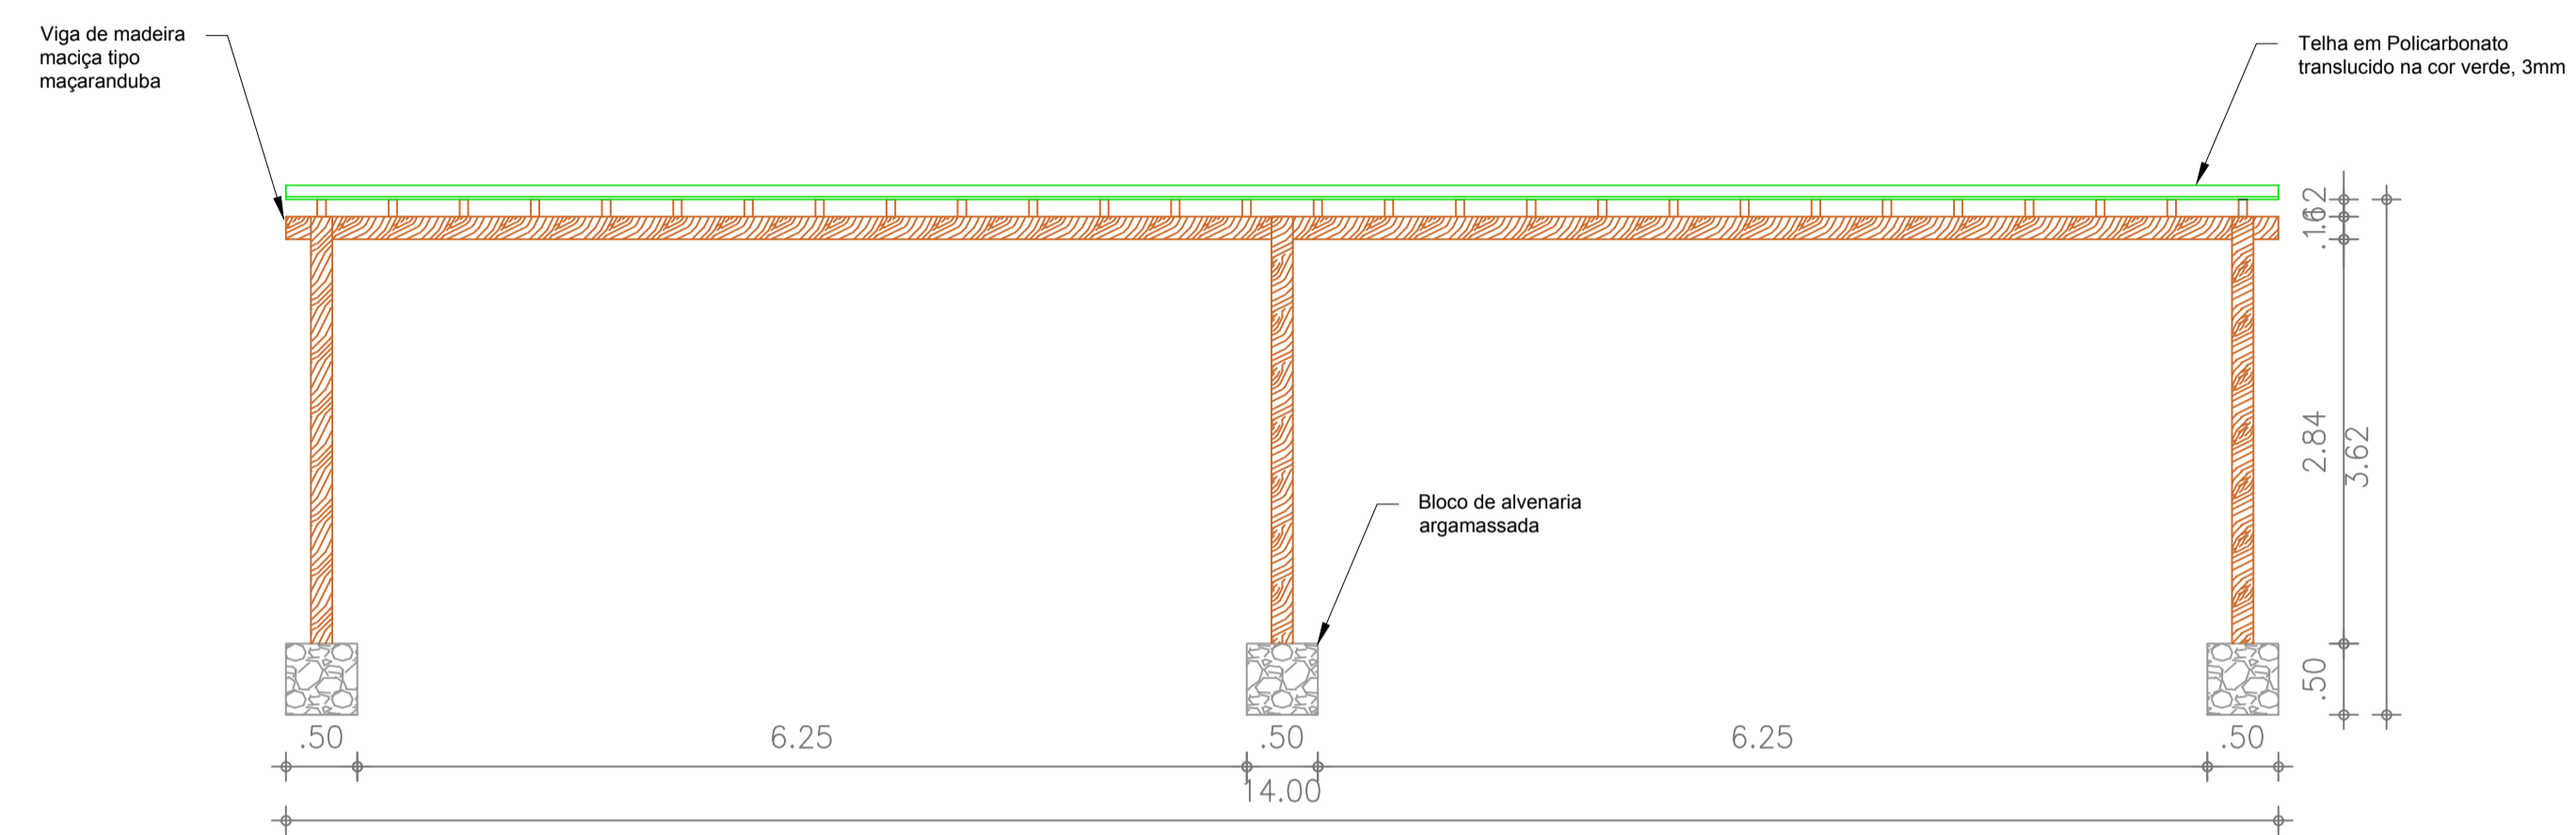 Viga de madeira
maciça tipo
maçaranduba
Telha em Policarbonato
translucido na cor verde, 3mm
2.84
3.62
Bloco de alvenaria
argamassada
.50
.50
6.25
.50
6.25
.50
14.00